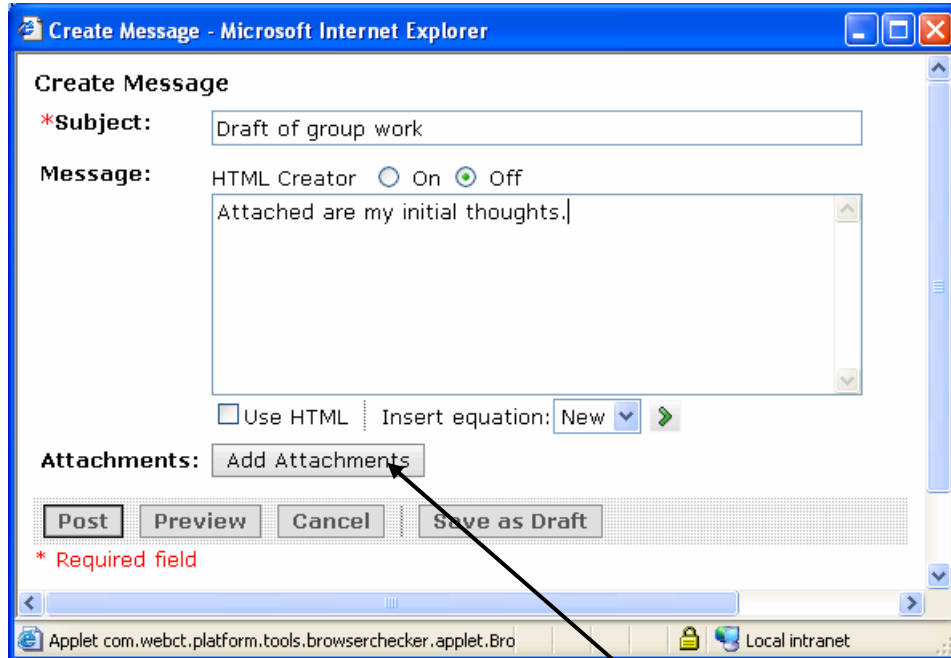 Create Message - Microsoft Internet Explorer
Create Message
*Subject: Draft of group work
Message: HTML Creator On Off
Attached are my initial thoughts.
Use HTML Insert equation: New
Attachments: Add Attachments
Post Preview Cancel Save as Draft
* Required field
Applet com.webct.platform.tools.browserchecker.applet.Bro Local intranet